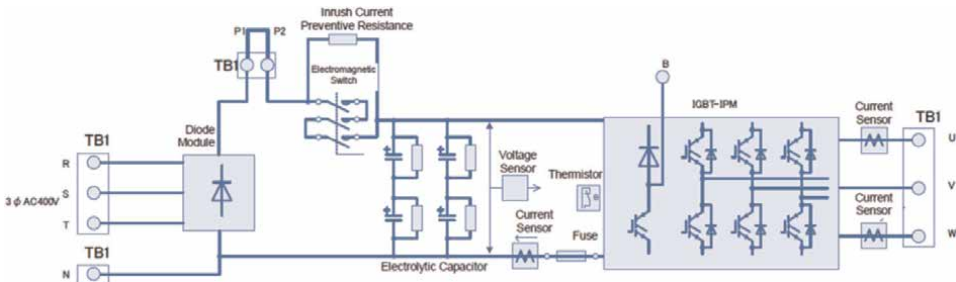 Inrush Current
Preventive Resistance
P1 P2
TB1
Electromagnetic
Switch
B
IGBT-IPM
Current
Sensor
TB1
Diode
Module
TB1
R
S
3 ϕ AC400V
T
TB1
N
Voltage
Sensor
Thermistor
θ
Current
Sensor
Fuse
Electrolytic Capacitor
U
V
Current
Sensor
W